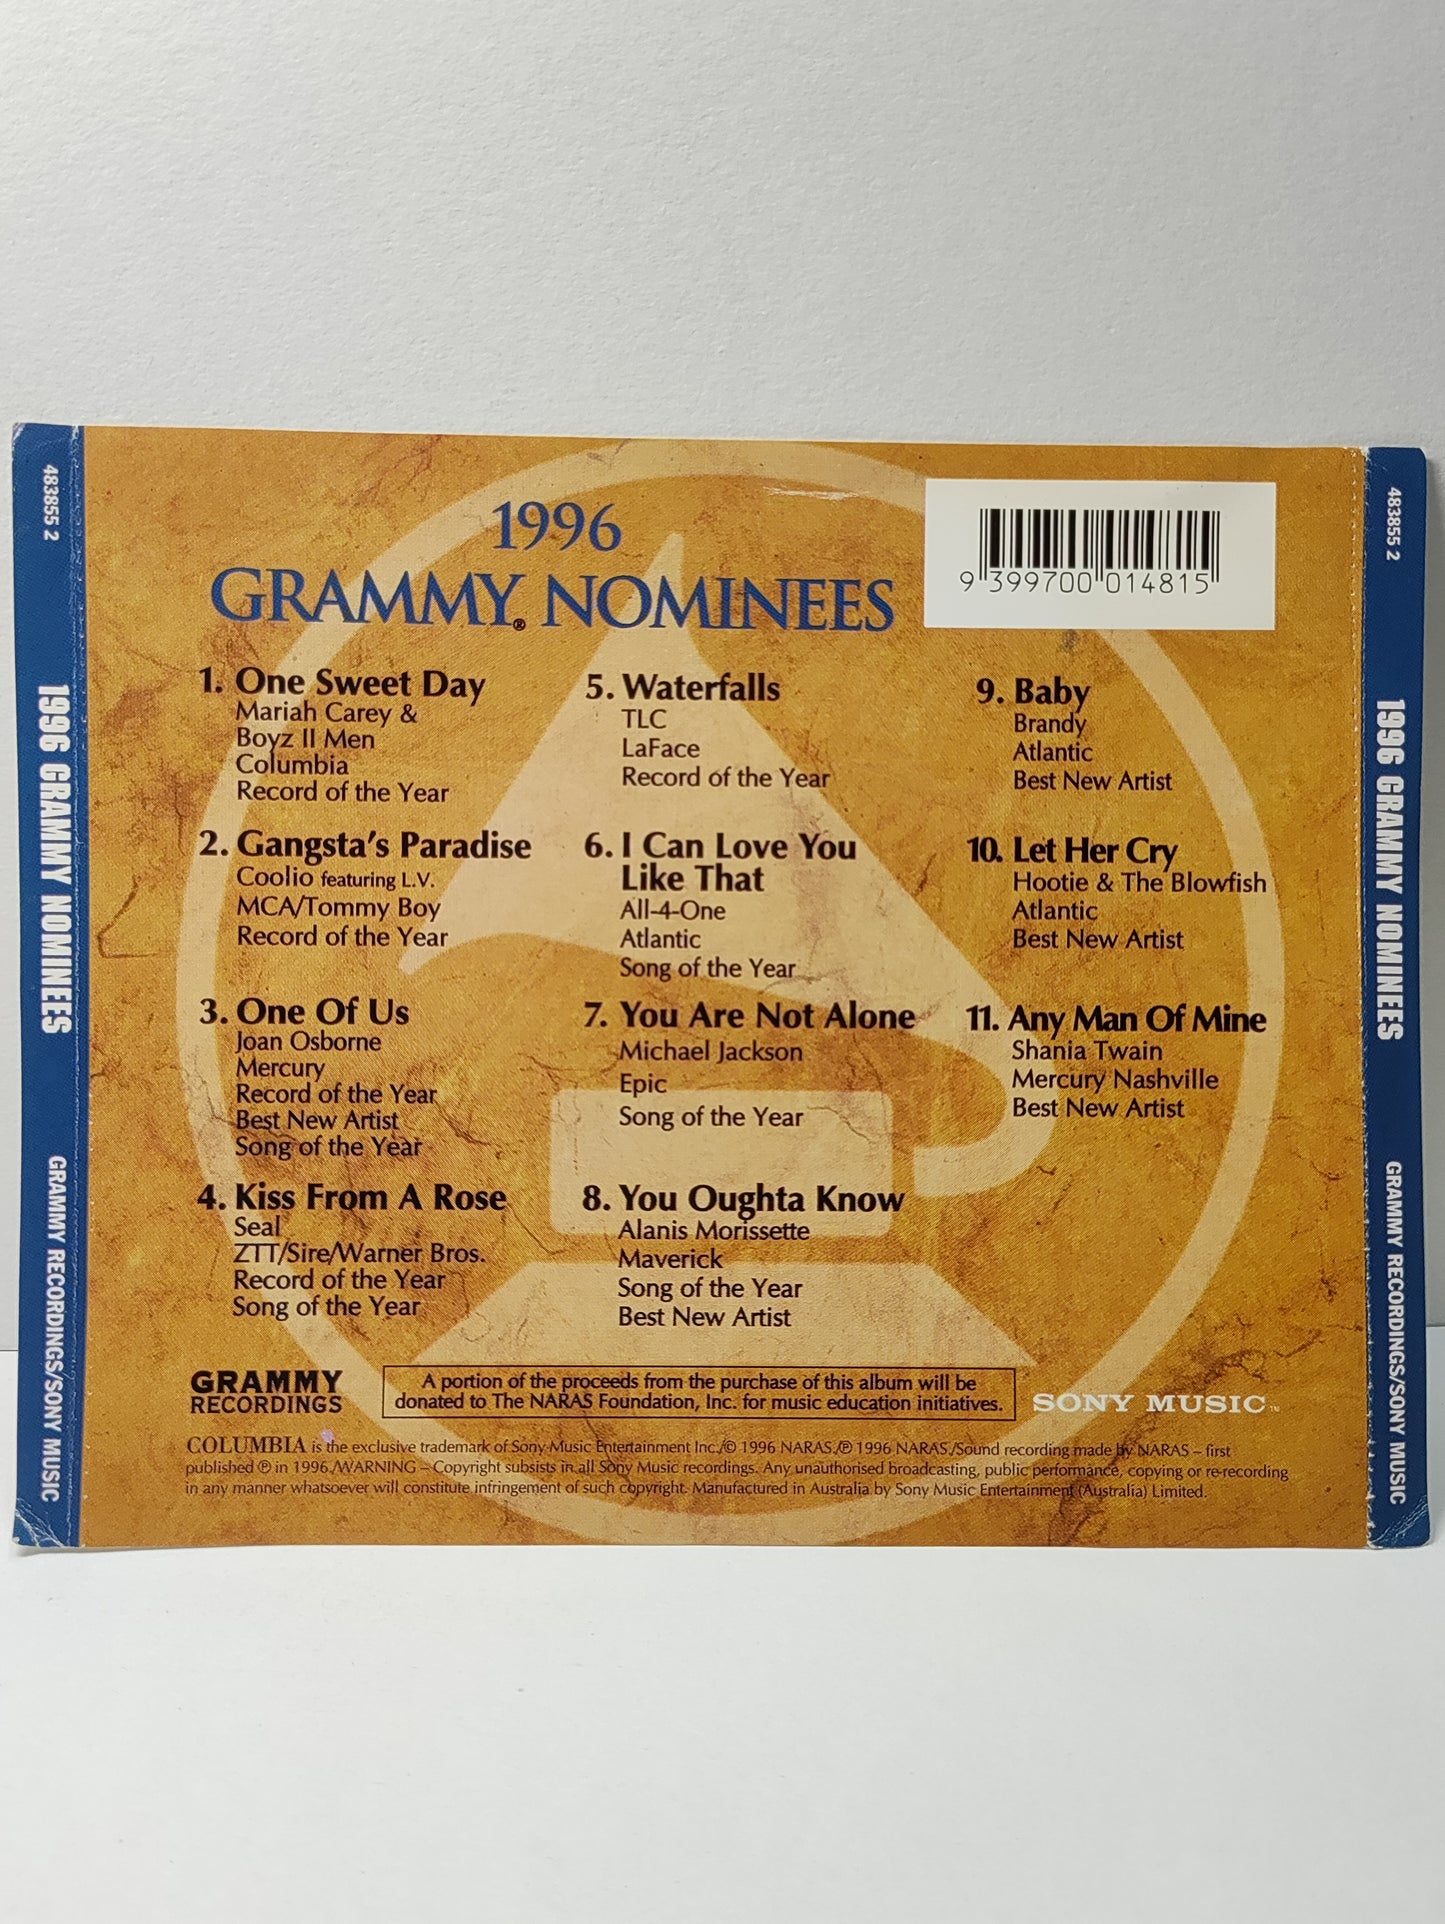 483855 2
1996 GRAMMY NOMINEES
GRAMMY RECORDINGS/SONY MUSIC
1996
GRAMMY® NOMINEES
9 399700 014815
1. One Sweet Day
Mariah Carey &
Boyz II Men
Columbia
Record of the Year
2. Gangsta's Paradise
Coolio featuring L.V.
MCA/Tommy Boy
Record of the Year
3. One Of Us
Joan Osborne
Mercury
Record of the Year
Best New Artist
Song of the Year
4. Kiss From A Rose
Seal
ZTT/Sire/Warner Bros.
Record of the Year
Song of the Year
5. Waterfalls
TLC
LaFace
Record of the Year
6. I Can Love You
Like That
All-4-One
Atlantic
Song of the Year
7. You Are Not Alone
Michael Jackson
Epic
Song of the Year
8. You Oughta Know
Alanis Morissette
Maverick
Song of the Year
Best New Artist
9. Baby
Brandy
Atlantic
Best New Artist
10. Let Her Cry
Hootie & The Blowfish
Atlantic
Best New Artist
11. Any Man Of Mine
Shania Twain
Mercury Nashville
Best New Artist
GRAMMY
RECORDINGS
A portion of the proceeds from the purchase of this album will be
donated to The NARAS Foundation, Inc. for music education initiatives.
SONY MUSIC™
COLUMBIA is the exclusive trademark of Sony Music Entertainment Inc./© 1996 NARAS./℗ 1996 NARAS./Sound recording made by NARAS – first
published ℗ in 1996./WARNING – Copyright subsists in all Sony Music recordings. Any unauthorised broadcasting, public performance, copying or re-recording
in any manner whatsoever will constitute infringement of such copyright. Manufactured in Australia by Sony Music Entertainment (Australia) Limited.
483855 2
1996 GRAMMY NOMINEES
GRAMMY RECORDINGS/SONY MUSIC